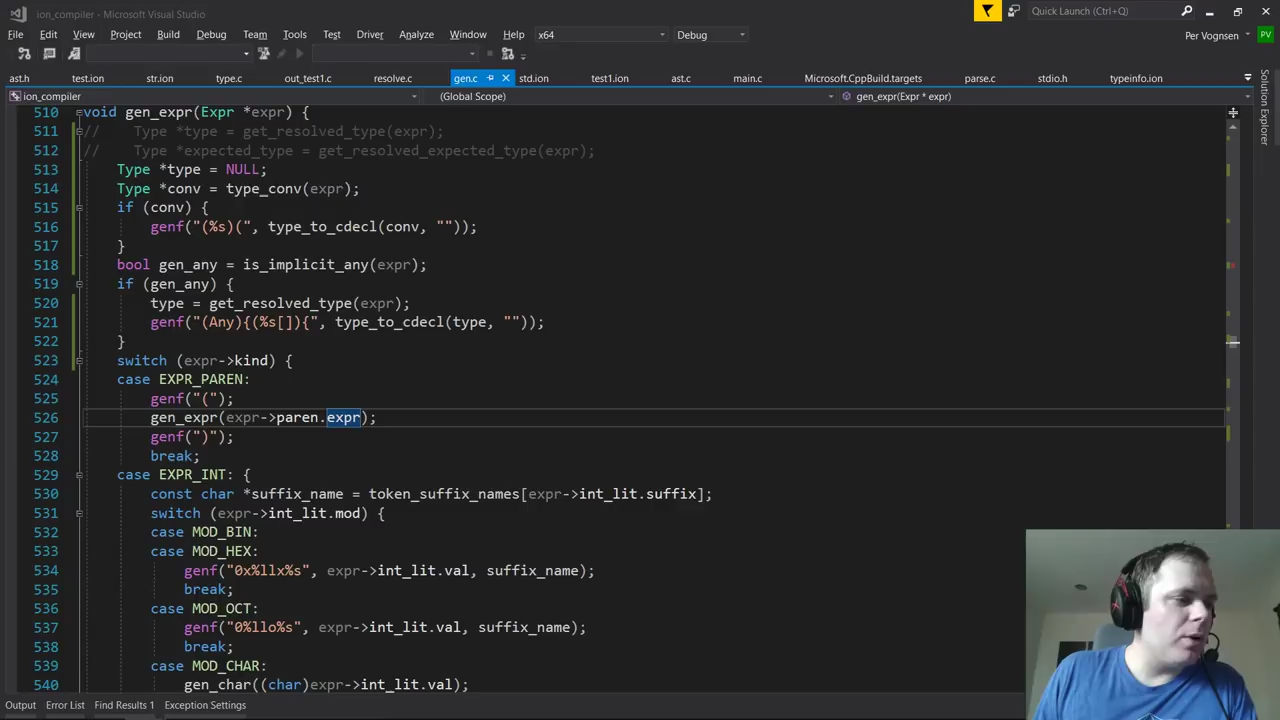 ion_compiler - Microsoft Visual Studio
Quick Launch (Ctrl+Q)
File Edit View Project Build Debug Team Tools Test Driver Analyze Window Help x64 Debug Per Vognsen PV
ast.h test.ion str.ion type.c out_test1.c resolve.c gen.c std.ion test1.ion ast.c main.c Microsoft.CppBuild.targets parse.c stdio.h typeinfo.ion
ion_compiler (Global Scope) gen_expr(Expr * expr)
Solution Explorer
510 void gen_expr(Expr *expr) {
511 //    Type *type = get_resolved_type(expr);
512 //    Type *expected_type = get_resolved_expected_type(expr);
513     Type *type = NULL;
514     Type *conv = type_conv(expr);
515     if (conv) {
516         genf("(%s)(", type_to_cdecl(conv, ""));
517     }
518     bool gen_any = is_implicit_any(expr);
519     if (gen_any) {
520         type = get_resolved_type(expr);
521         genf("(Any){(%s[]){", type_to_cdecl(type, ""));
522     }
523     switch (expr->kind) {
524     case EXPR_PAREN:
525         genf("(");
526         gen_expr(expr->paren.expr);
527         genf(")");
528         break;
529     case EXPR_INT: {
530         const char *suffix_name = token_suffix_names[expr->int_lit.suffix];
531         switch (expr->int_lit.mod) {
532         case MOD_BIN:
533         case MOD_HEX:
534             genf("0x%llx%s", expr->int_lit.val, suffix_name);
535             break;
536         case MOD_OCT:
537             genf("0%llo%s", expr->int_lit.val, suffix_name);
538             break;
539         case MOD_CHAR:
540             gen_char((char)expr->int_lit.val);
Output Error List Find Results 1 Exception Settings